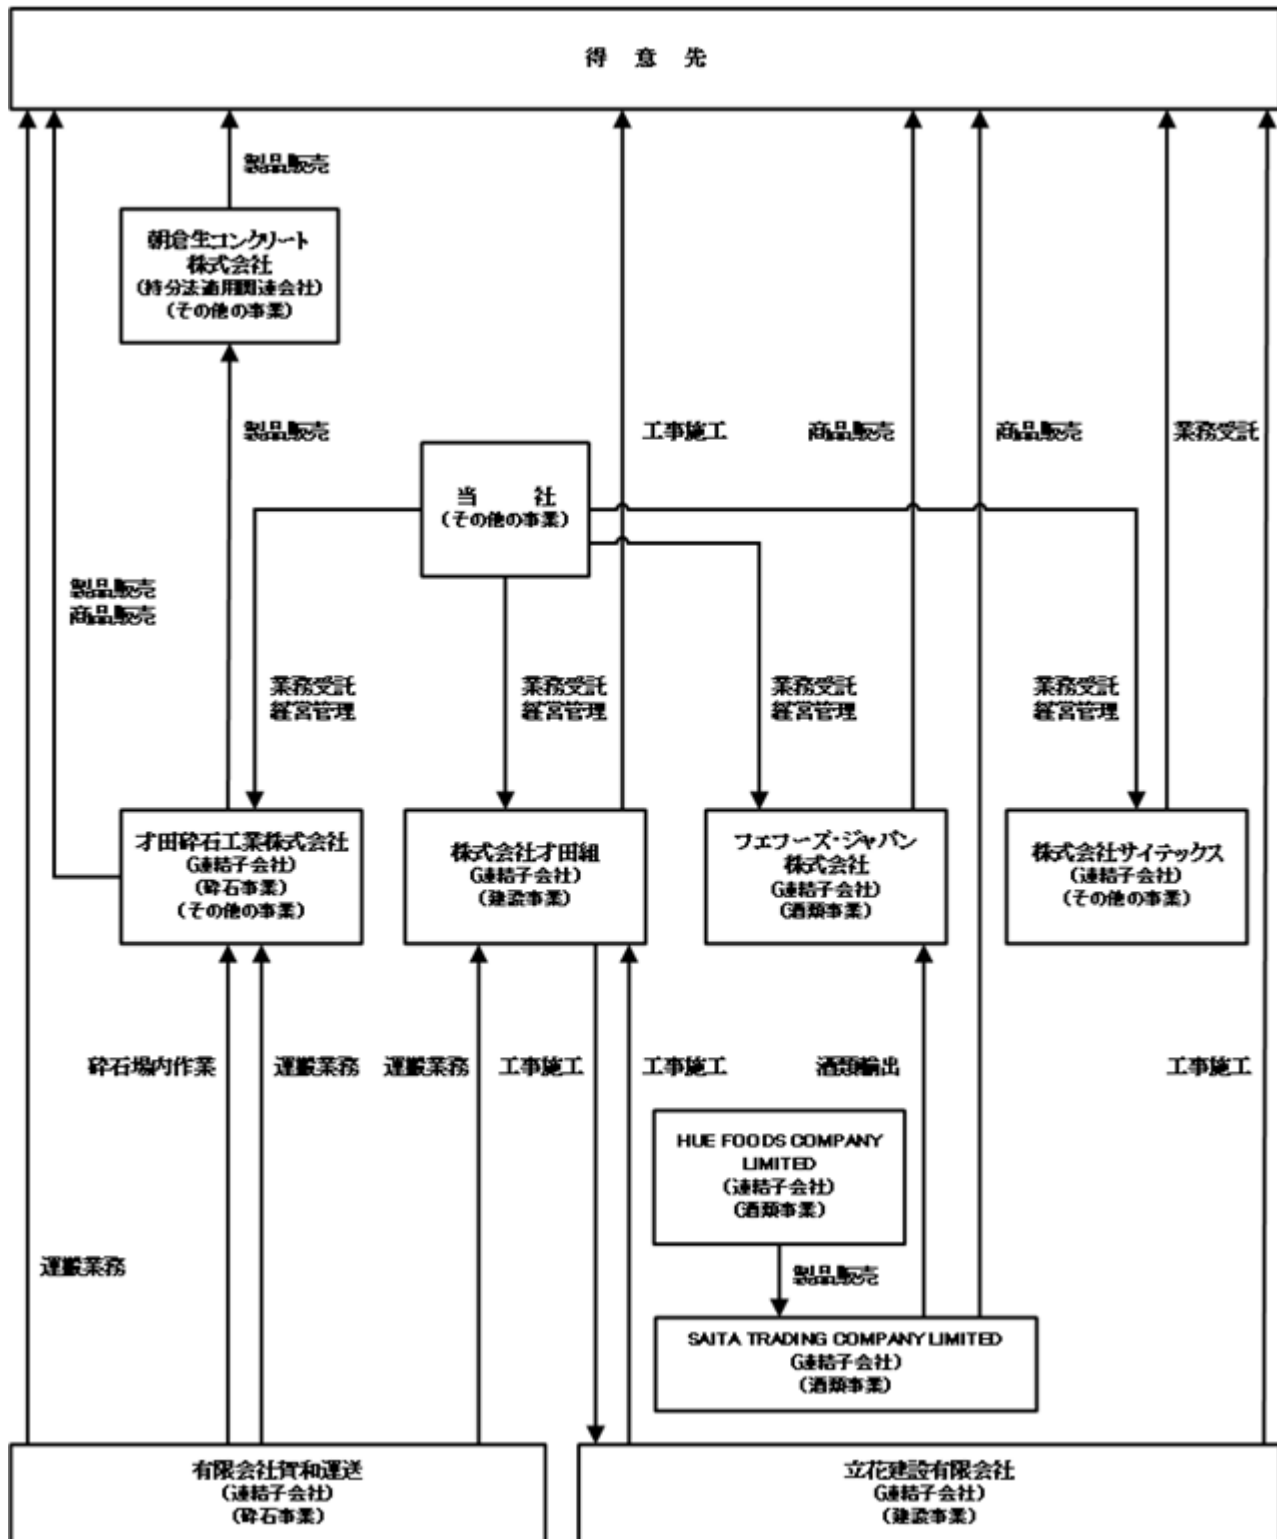 得意先
製品販売
朝倉生コンクリート
株式会社
(持分法適用関連会社)
(その他の事業)
製品販売
工事施工
商品販売
商品販売
業務受託
当社
(その他の事業)
製品販売
商品販売
業務受託
経営管理
業務受託
経営管理
業務受託
経営管理
業務受託
経営管理
才田砕石工業株式会社
(連結子会社)
(砕石事業)
(その他の事業)
株式会社才田組
(連結子会社)
(建設事業)
フエフーズ・ジャパン
株式会社
(連結子会社)
(酒類事業)
株式会社サイテックス
(連結子会社)
(その他の事業)
砕石場内作業
運搬業務
運搬業務
工事施工
工事施工
酒類輸出
工事施工
HUE FOODS COMPANY
LIMITED
(連結子会社)
(酒類事業)
運搬業務
製品販売
SAITA TRADING COMPANY LIMITED
(連結子会社)
(酒類事業)
有限会社賀和運送
(連結子会社)
(砕石事業)
立花建設有限会社
(連結子会社)
(建設事業)